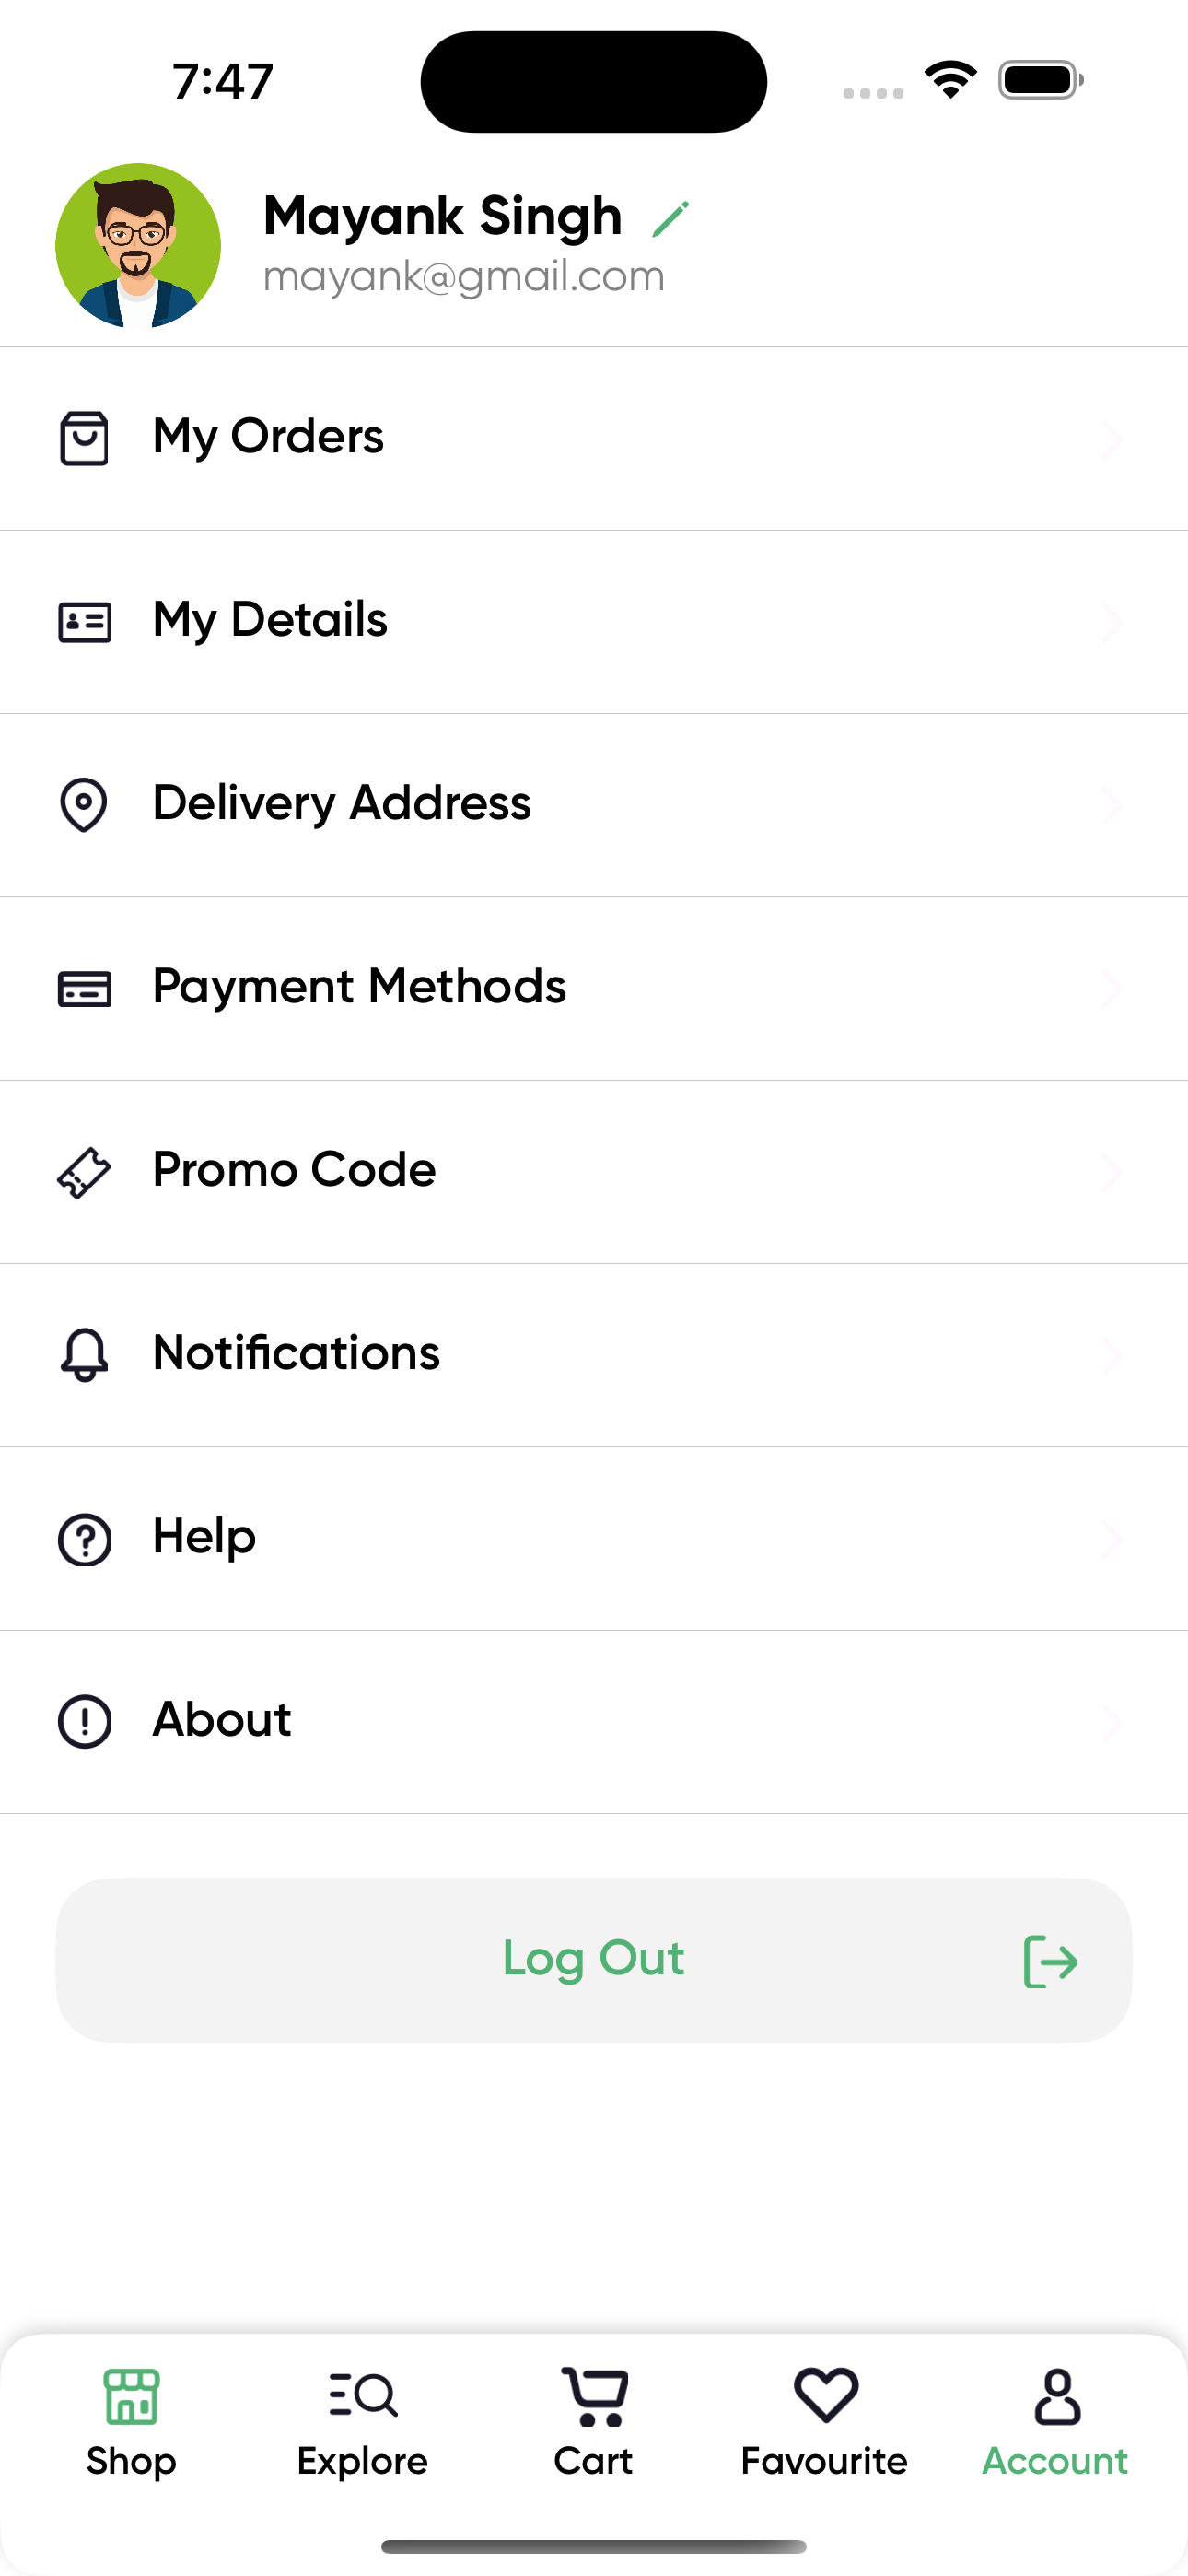 7:47
Mayank Singh
mayank@gmail.com
My Orders
My Details
Delivery Address
Payment Methods
Promo Code
Notifications
Help
About
Log Out
Shop
Explore
Cart
Favourite
Account